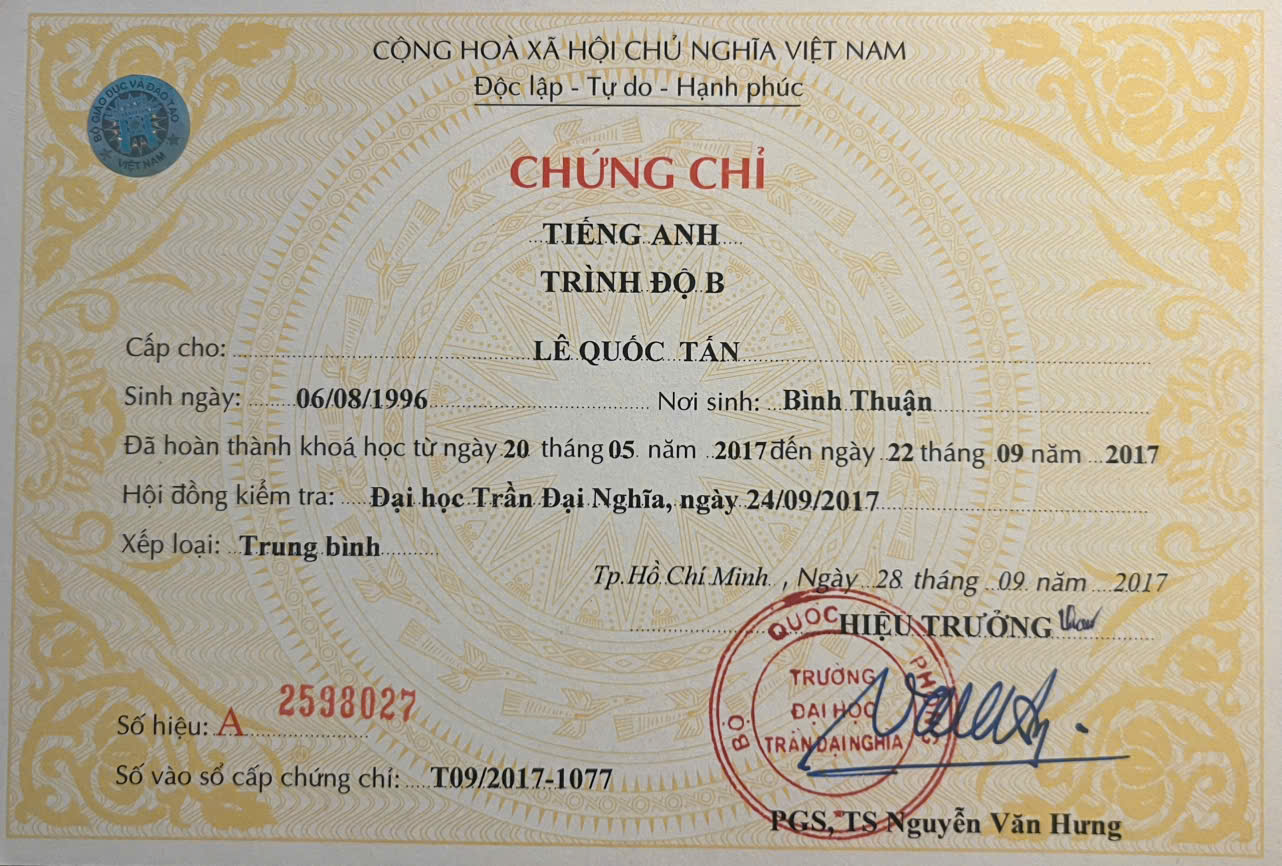 CỘNG HOÀ XÃ HỘI CHỦ NGHĨA VIỆT NAM
Độc lập - Tự do - Hạnh phúc
BỘ GIÁO DỤC VÀ ĐÀO TẠO
VIỆT NAM
CHỨNG CHỈ
TIẾNG ANH
TRÌNH ĐỘ B
Cấp cho: LÊ QUỐC TẤN
Sinh ngày: 06/08/1996 Nơi sinh: Bình Thuận
Đã hoàn thành khoá học từ ngày 20 tháng 05 năm 2017 đến ngày 22 tháng 09 năm 2017
Hội đồng kiểm tra: Đại học Trần Đại Nghĩa, ngày 24/09/2017
Xếp loại: Trung bình
Tp.Hồ Chí Minh , Ngày 28 tháng 09 năm 2017
HIỆU TRƯỞNG
BỘ QUỐC PHÒNG
TRƯỜNG
ĐẠI HỌC
TRẦN ĐẠI NGHĨA
Số hiệu: A 2598027
Số vào sổ cấp chứng chỉ: T09/2017-1077
PGS, TS Nguyễn Văn Hưng